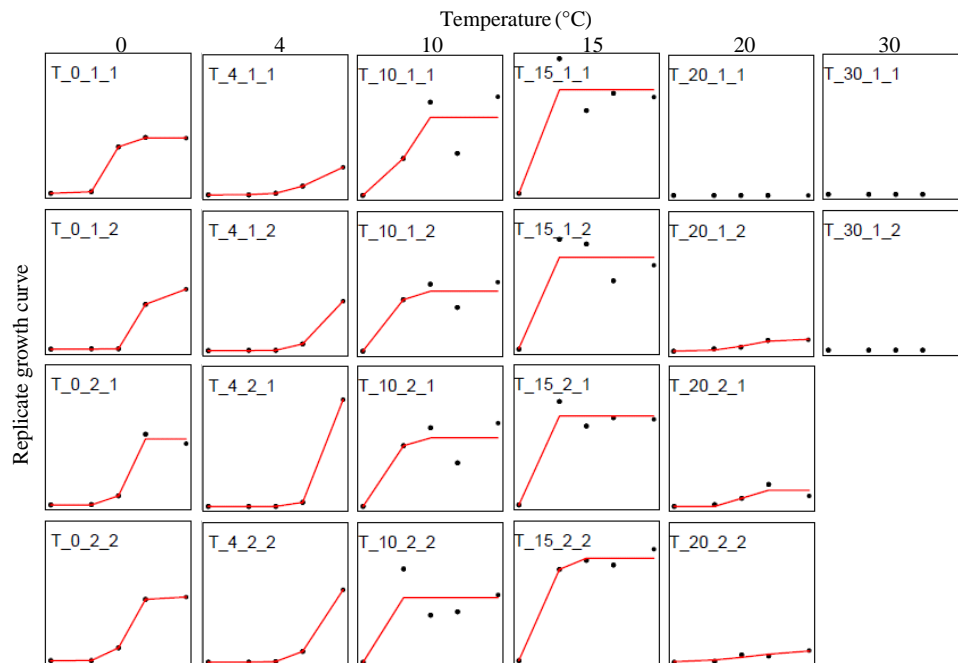 Temperature (°C)
0 4 10 15 20 30
T_0_1_1 T_4_1_1 T_10_1_1 T_15_1_1 T_20_1_1 T_30_1_1
T_0_1_2 T_4_1_2 T_10_1_2 T_15_1_2 T_20_1_2 T_30_1_2
T_0_2_1 T_4_2_1 T_10_2_1 T_15_2_1 T_20_2_1
T_0_2_2 T_4_2_2 T_10_2_2 T_15_2_2 T_20_2_2
Replicate growth curve